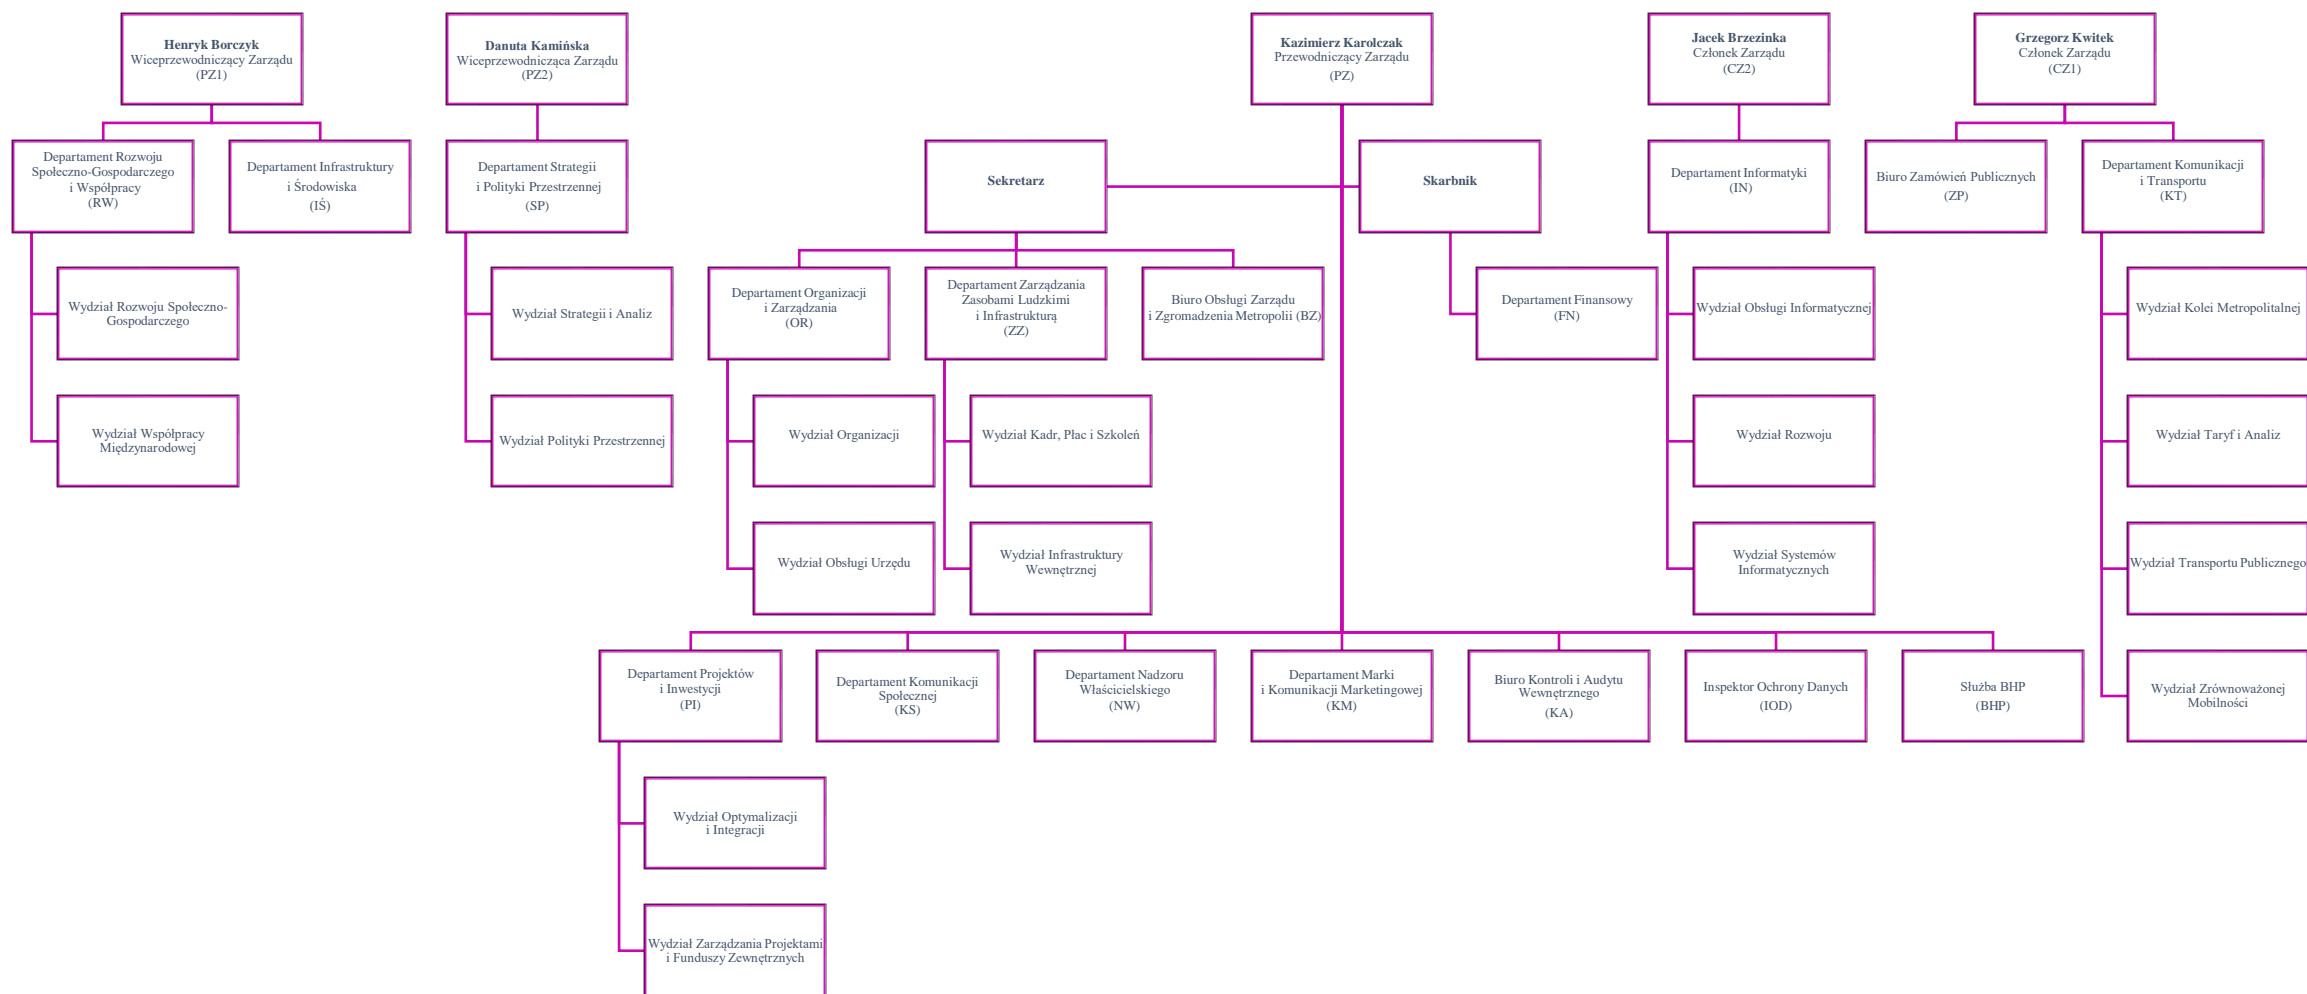 Henryk Borczyk
Wiceprzewodniczący Zarządu
(PZ1)
Danuta Kamińska
Wiceprzewodnicząca Zarządu
(PZ2)
Kazimierz Karolczak
Przewodniczący Zarządu
(PZ)
Jacek Brzezinka
Członek Zarządu
(CZ2)
Grzegorz Kwitek
Członek Zarządu
(CZ1)
Departament Rozwoju
Społeczno-Gospodarczego
i Współpracy
(RW)
Departament Infrastruktury
i Środowiska
(IŚ)
Departament Strategii
i Polityki Przestrzennej
(SP)
Sekretarz
Skarbnik
Departament Informatyki
(IN)
Biuro Zamówień Publicznych
(ZP)
Departament Komunikacji
i Transportu
(KT)
Wydział Rozwoju Społeczno-
Gospodarczego
Wydział Strategii i Analiz
Departament Organizacji
i Zarządzania
(OR)
Departament Zarządzania
Zasobami Ludzkimi
i Infrastrukturą
(ZZ)
Biuro Obsługi Zarządu
i Zgromadzenia Metropolii (BZ)
Departament Finansowy
(FN)
Wydział Obsługi Informatycznej
Wydział Kolei Metropolitalnej
Wydział Współpracy
Międzynarodowej
Wydział Polityki Przestrzennej
Wydział Organizacji
Wydział Kadr, Płac i Szkoleń
Wydział Rozwoju
Wydział Taryf i Analiz
Wydział Obsługi Urzędu
Wydział Infrastruktury
Wewnętrznej
Wydział Systemów
Informatycznych
Wydział Transportu Publicznego
Departament Projektów
i Inwestycji
(PI)
Departament Komunikacji
Społecznej
(KS)
Departament Nadzoru
Właścicielskiego
(NW)
Departament Marki
i Komunikacji Marketingowej
(KM)
Biuro Kontroli i Audytu
Wewnętrznego
(KA)
Inspektor Ochrony Danych
(IOD)
Służba BHP
(BHP)
Wydział Zrównoważonej
Mobilności
Wydział Optymalizacji
i Integracji
Wydział Zarządzania Projektami
i Funduszy Zewnętrznych